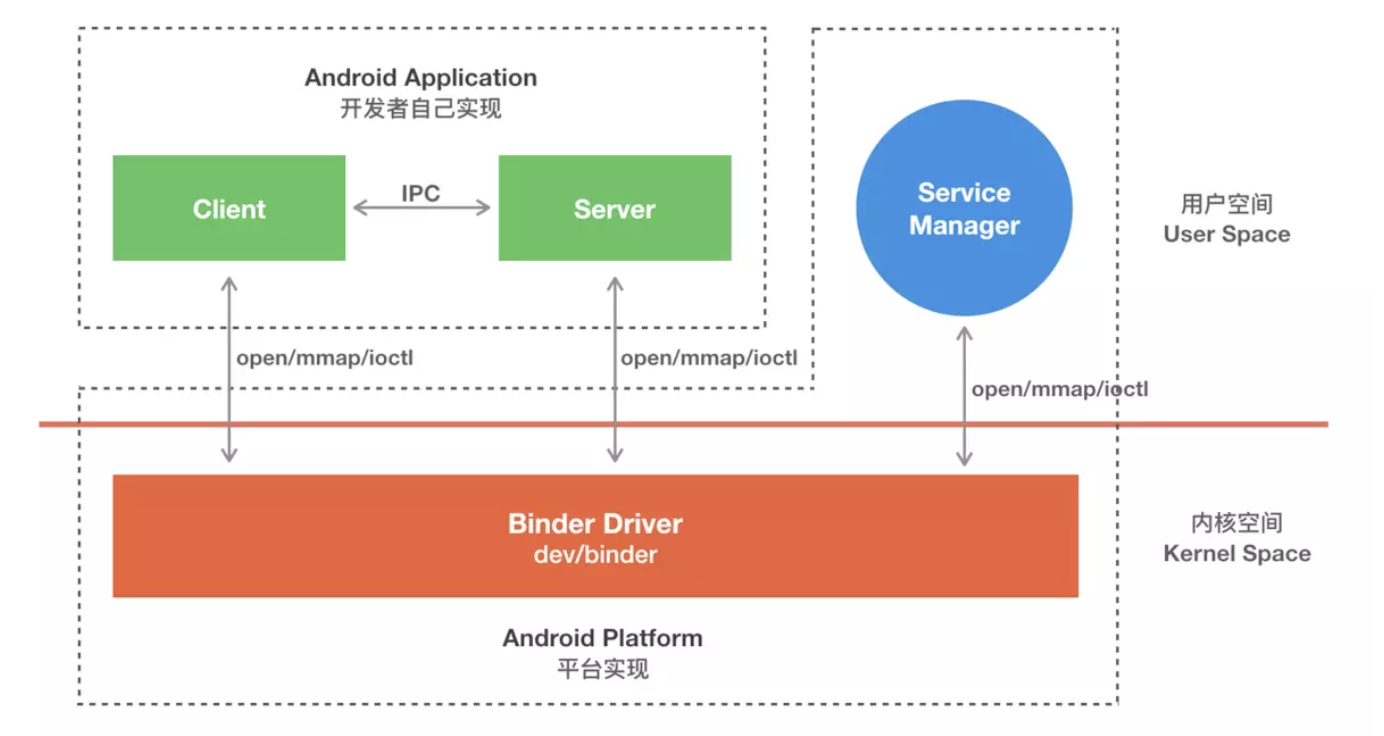 Android Application
开发者自己实现
Client
IPC
Server
Service
Manager
用户空间
User Space
open/mmap/ioctl
open/mmap/ioctl
open/mmap/ioctl
Binder Driver
dev/binder
内核空间
Kernel Space
Android Platform
平台实现